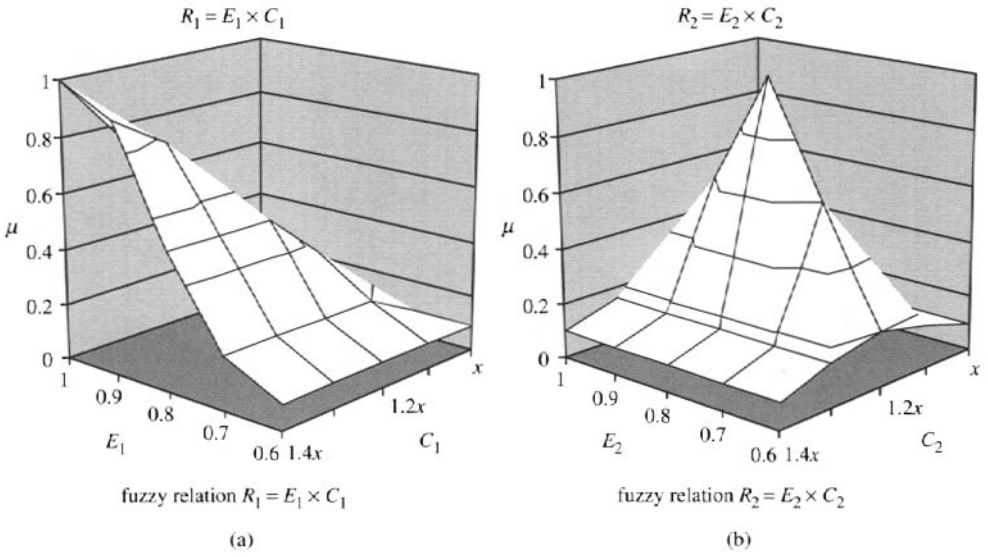 R1 = E1 × C1
1
0.8
0.6
μ
0.4
0.2
0
1
0.9
0.8
0.7
0.6
1.4x
1.2x
x
E1
C1
fuzzy relation R1 = E1 × C1
(a)
R2 = E2 × C2
1
0.8
0.6
μ
0.4
0.2
0
1
0.9
0.8
0.7
0.6
1.4x
1.2x
x
E2
C2
fuzzy relation R2 = E2 × C2
(b)